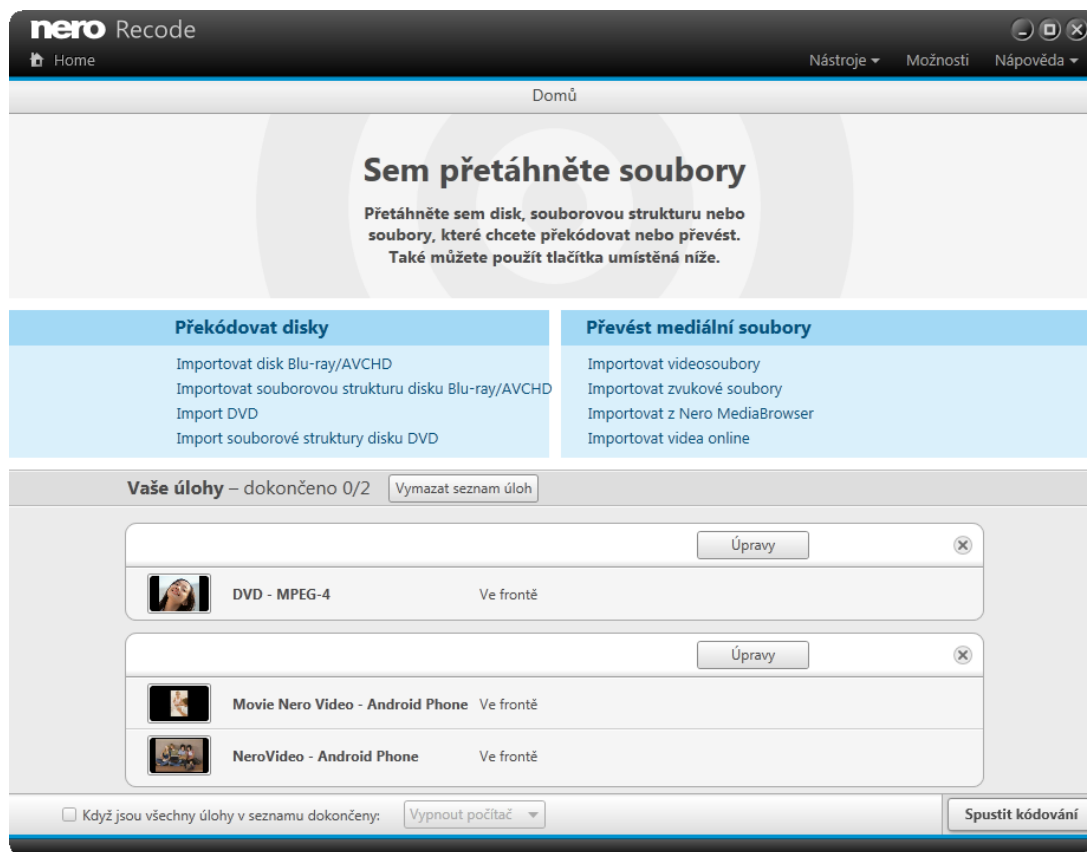 nero Recode
Home
Nástroje Možnosti Nápověda
Domů
Sem přetáhněte soubory
Přetáhněte sem disk, souborovou strukturu nebo
soubory, které chcete překódovat nebo převést.
Také můžete použít tlačítka umístěná níže.
Překódovat disky
Importovat disk Blu-ray/AVCHD
Importovat souborovou strukturu disku Blu-ray/AVCHD
Import DVD
Import souborové struktury disku DVD
Převést mediální soubory
Importovat videosoubory
Importovat zvukové soubory
Importovat z Nero MediaBrowser
Importovat videa online
Vaše úlohy – dokončeno 0/2 Vymazat seznam úloh
Úpravy
DVD - MPEG-4 Ve frontě
Úpravy
Movie Nero Video - Android Phone Ve frontě
NeroVideo - Android Phone Ve frontě
Když jsou všechny úlohy v seznamu dokončeny: Vypnout počítač
Spustit kódování